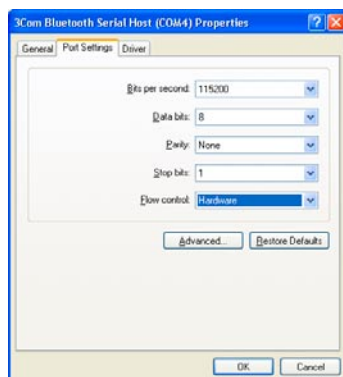 3Com Bluetooth Serial Host (COM4) Properties
General Port Settings Driver
Bits per second: 115200
Data bits: 8
Parity: None
Stop bits: 1
Flow control: Hardware
Advanced... Restore Defaults
OK Cancel